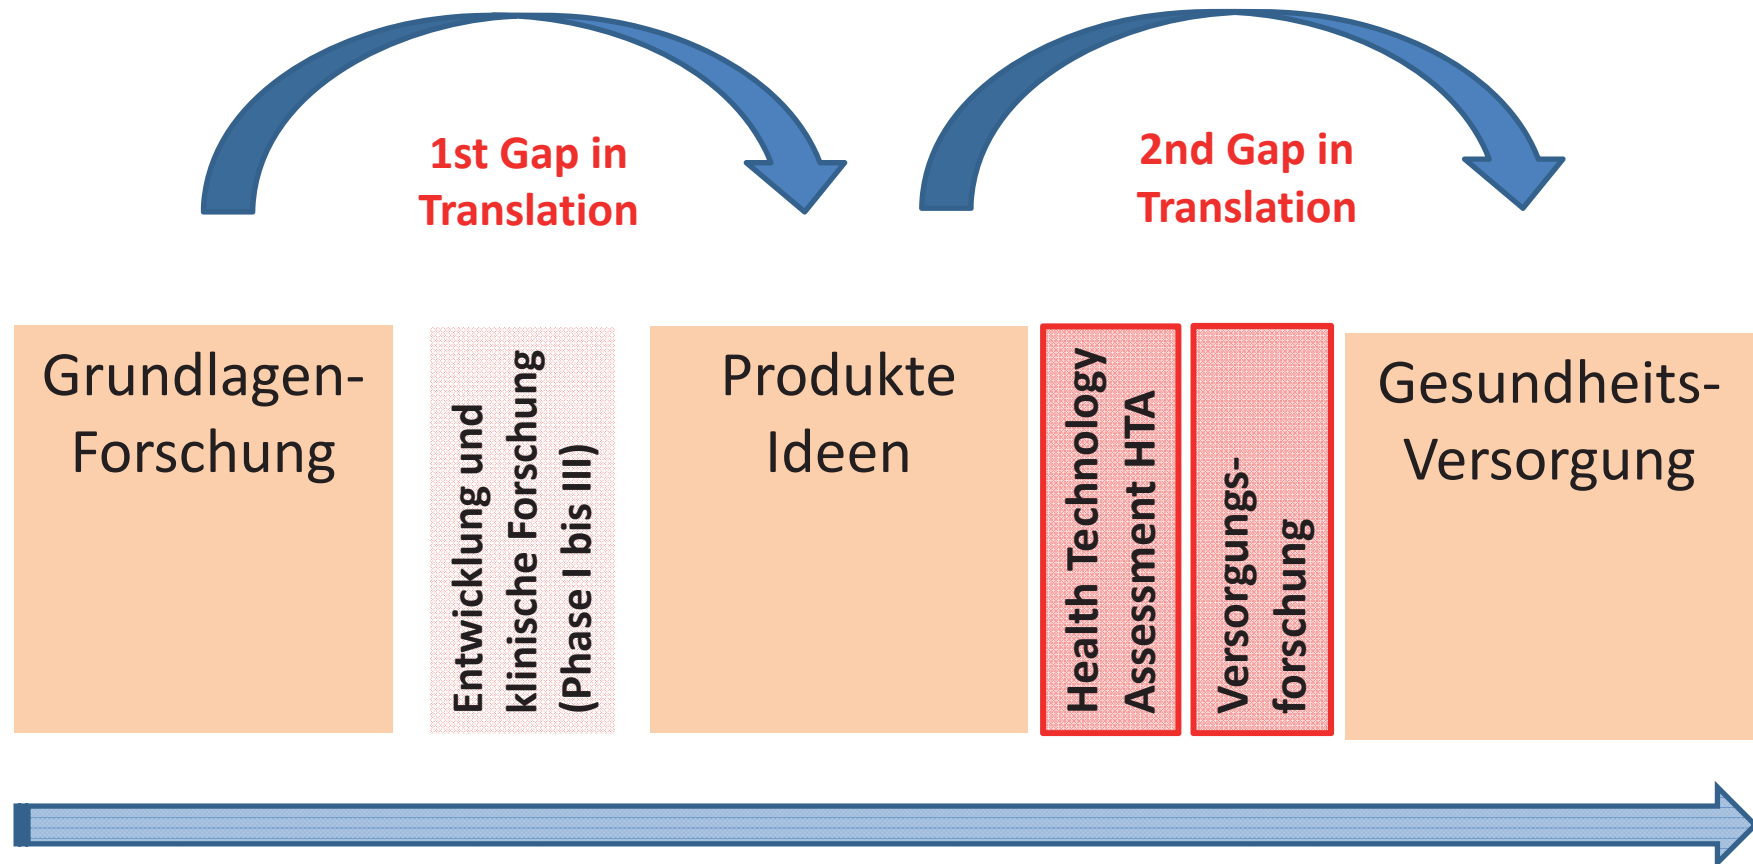 1st Gap in
Translation
2nd Gap in
Translation
Grundlagen-
Forschung
Entwicklung und
klinische Forschung
(Phase I bis III)
Produkte
Ideen
Health Technology
Assessment HTA
Versorgungs-
forschung
Gesundheits-
Versorgung